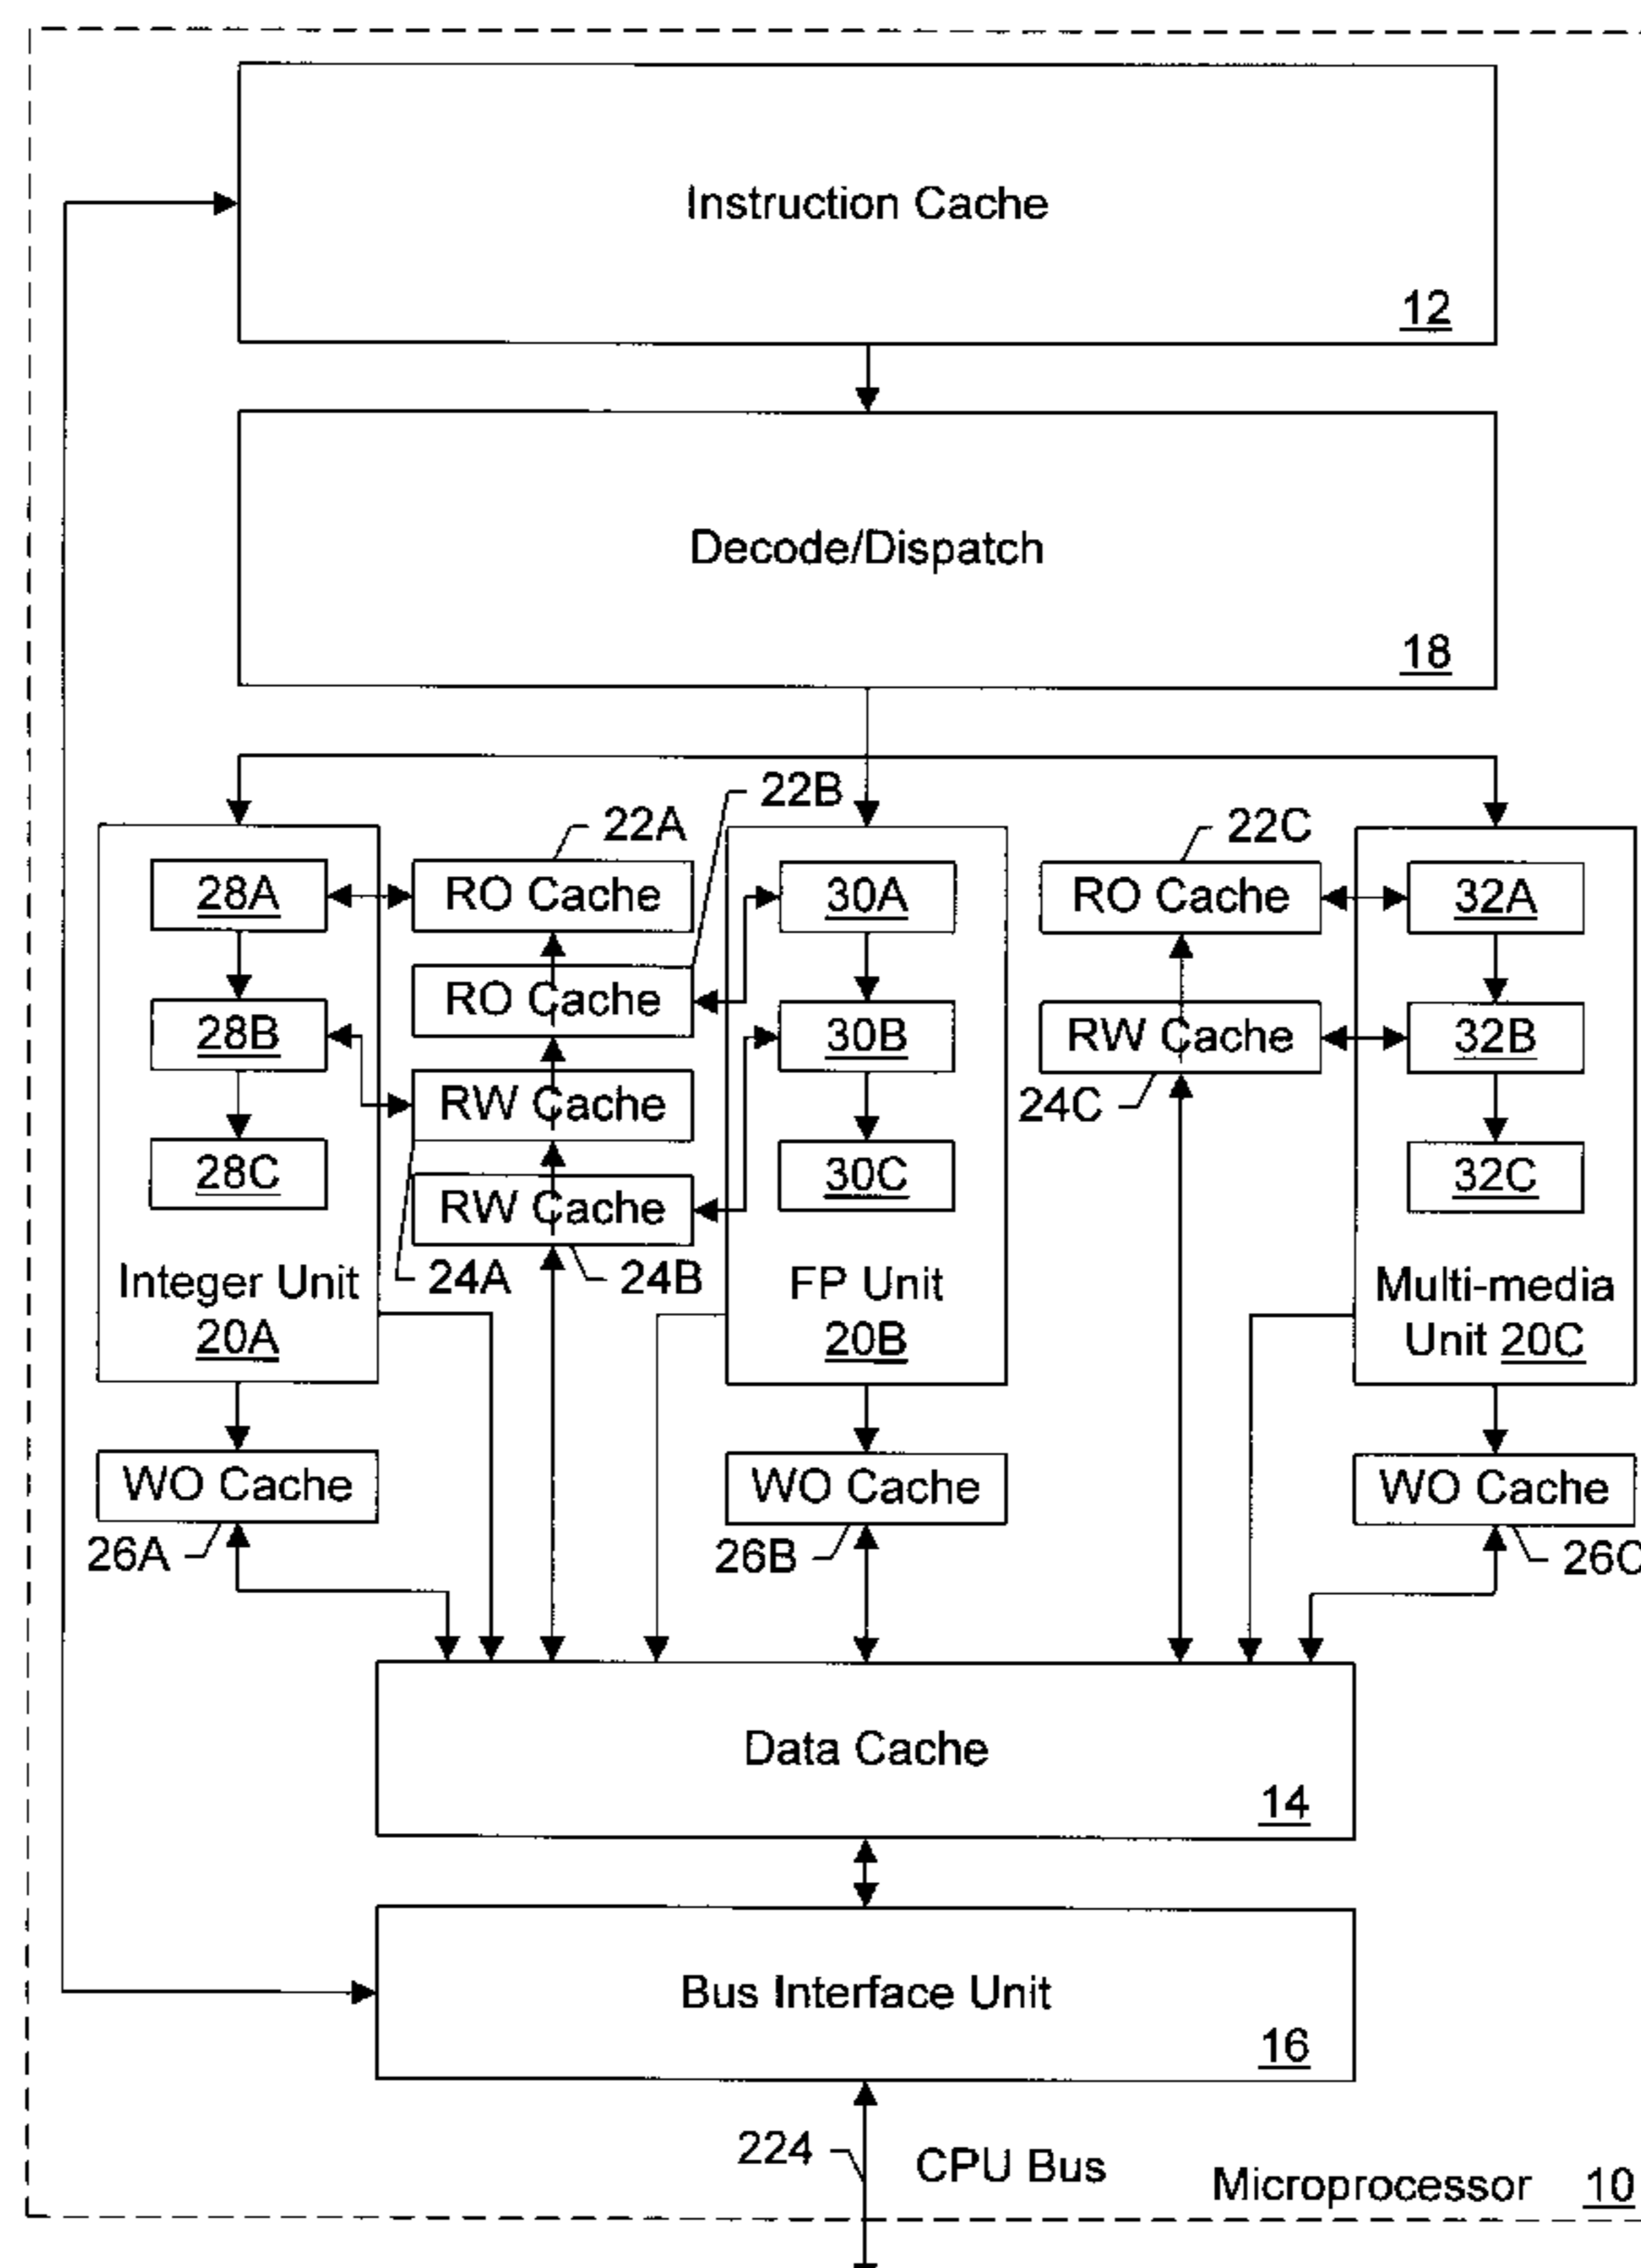 Instruction Cache
12
Decode/Dispatch
18
22B
22A
22C
28A
RO Cache
30A
RO Cache
32A
RO Cache
28B
30B
RW Cache
32B
RW Cache
24C
28C
RW Cache
30C
32C
Integer Unit
20A
24A
24B
FP Unit
20B
Multi-media
Unit 20C
WO Cache
WO Cache
WO Cache
26A
26B
26C
Data Cache
14
Bus Interface Unit
16
224
CPU Bus
Microprocessor 10